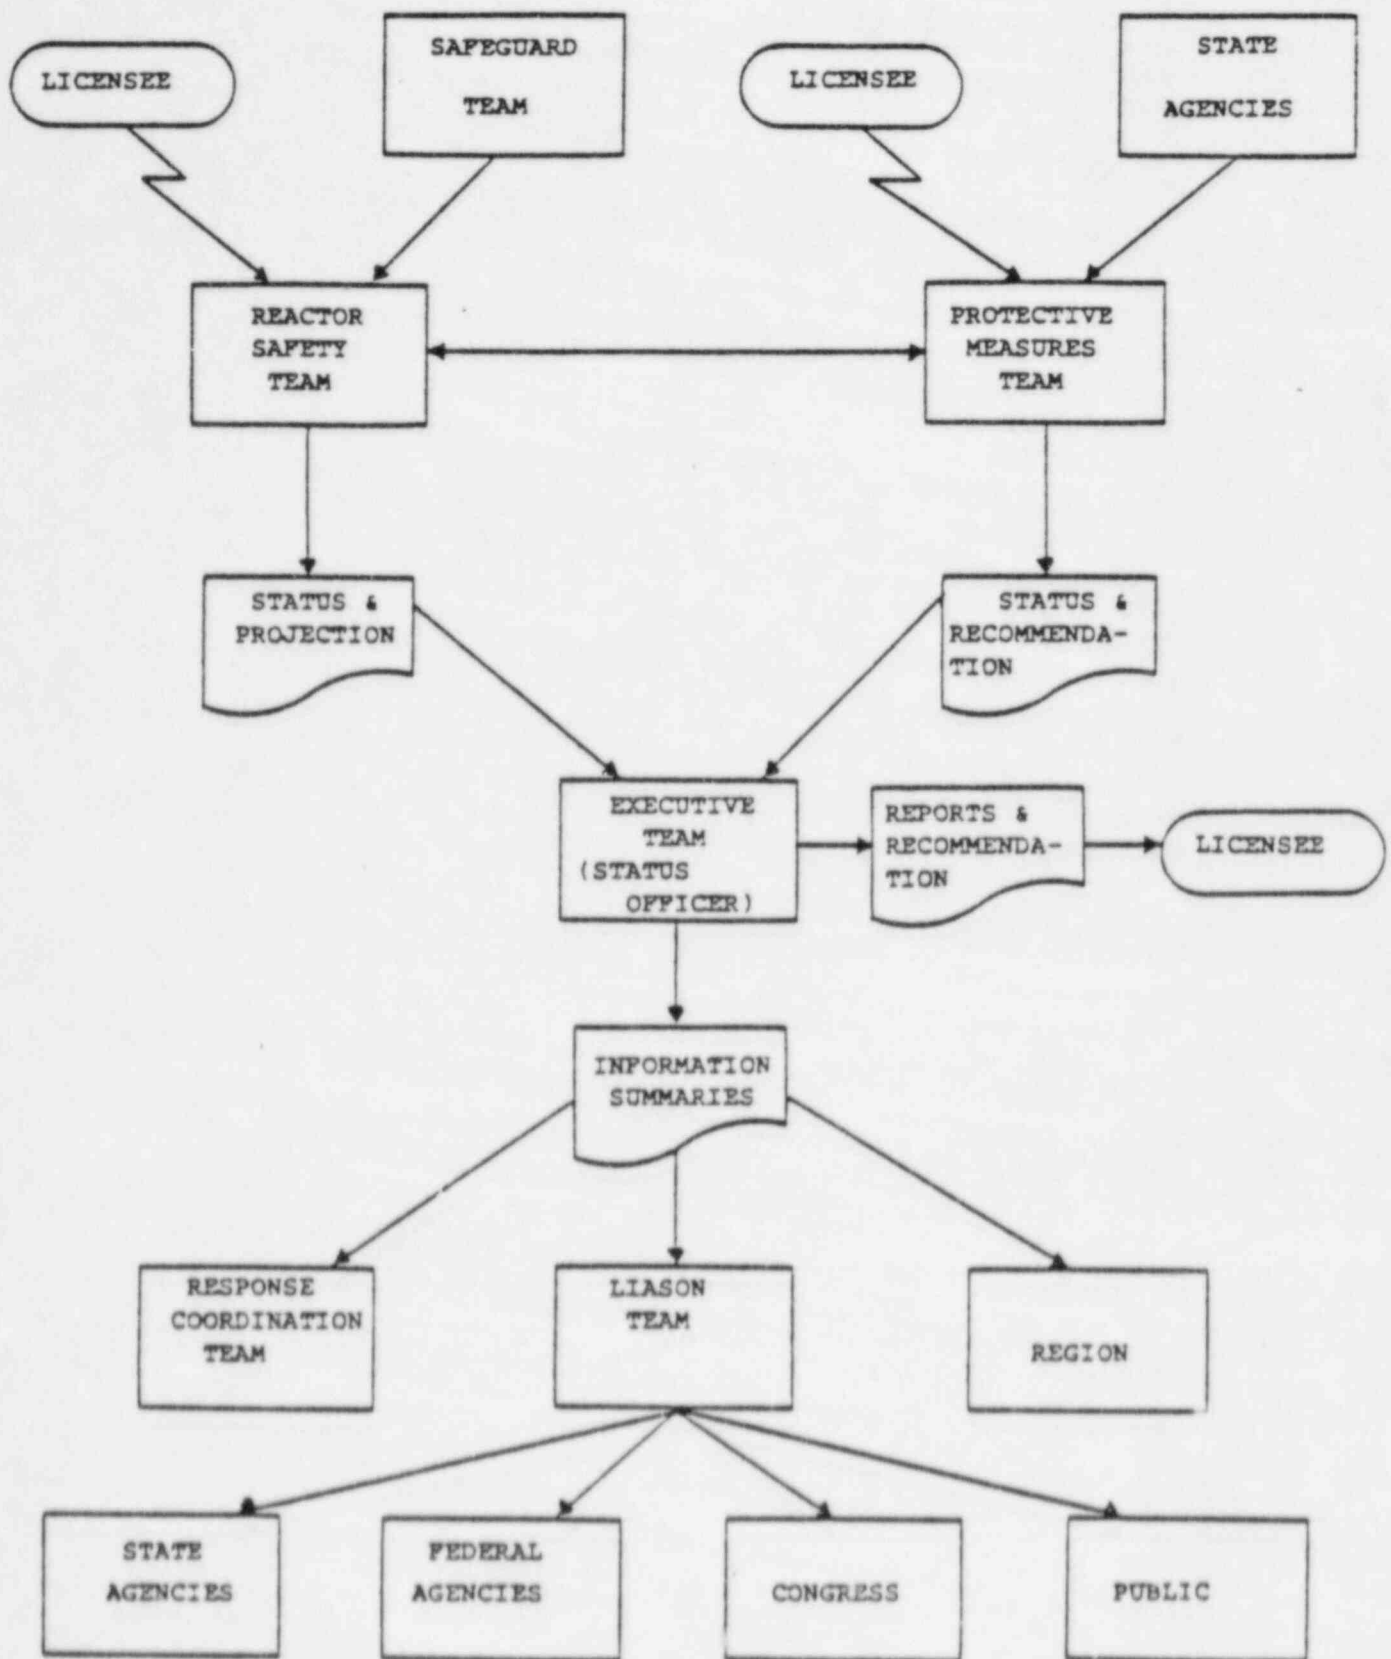 LICENSEE
SAFEGUARD
TEAM
LICENSEE
STATE
AGENCIES
REACTOR
SAFETY
TEAM
PROTECTIVE
MEASURES
TEAM
STATUS &
PROJECTION
STATUS &
RECOMMENDA-
TION
EXECUTIVE
TEAM
(STATUS
OFFICER)
REPORTS &
RECOMMENDA-
TION
LICENSEE
INFORMATION
SUMMARIES
RESPONSE
COORDINATION
TEAM
LIASON
TEAM
REGION
STATE
AGENCIES
FEDERAL
AGENCIES
CONGRESS
PUBLIC